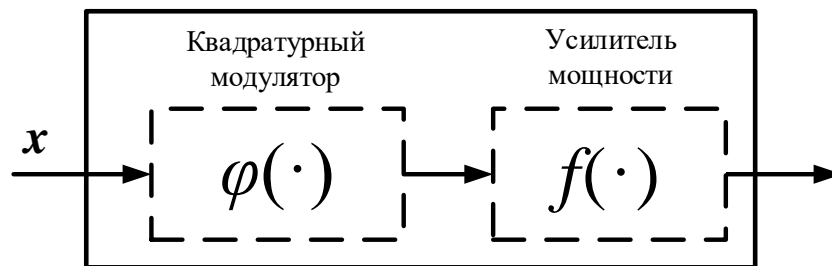 Квадратурный
модулятор
Усилитель
мощности
x
φ(·)
f(·)